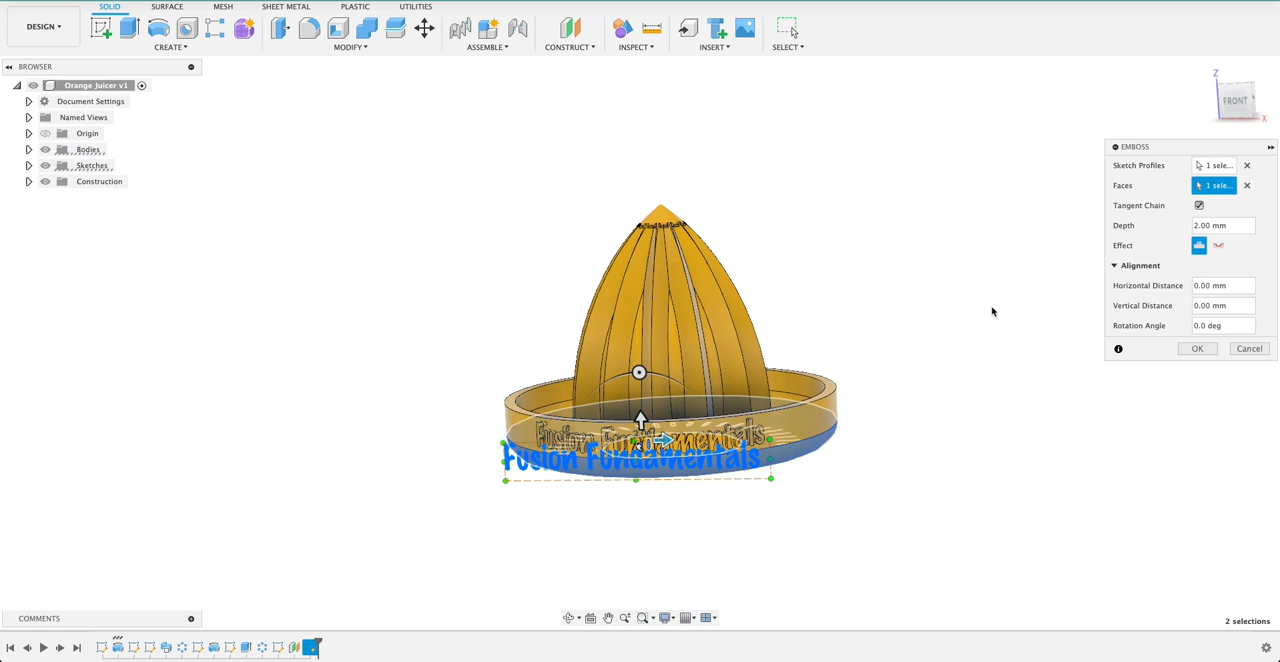 SOLID SURFACE MESH SHEET METAL PLASTIC UTILITIES
DESIGN
CREATE MODIFY ASSEMBLE CONSTRUCT INSPECT INSERT SELECT
BROWSER
Orange Juicer v1
Document Settings
Named Views
Origin
Bodies
Sketches
Construction
Z
FRONT
X
EMBOSS
Sketch Profiles 1 sele...
Faces 1 sele...
Tangent Chain
Depth 2.00 mm
Effect
Alignment
Horizontal Distance 0.00 mm
Vertical Distance 0.00 mm
Rotation Angle 0.0 deg
OK Cancel
Fusion Fundamentals
Fusion Fundamentals
COMMENTS
2 selections